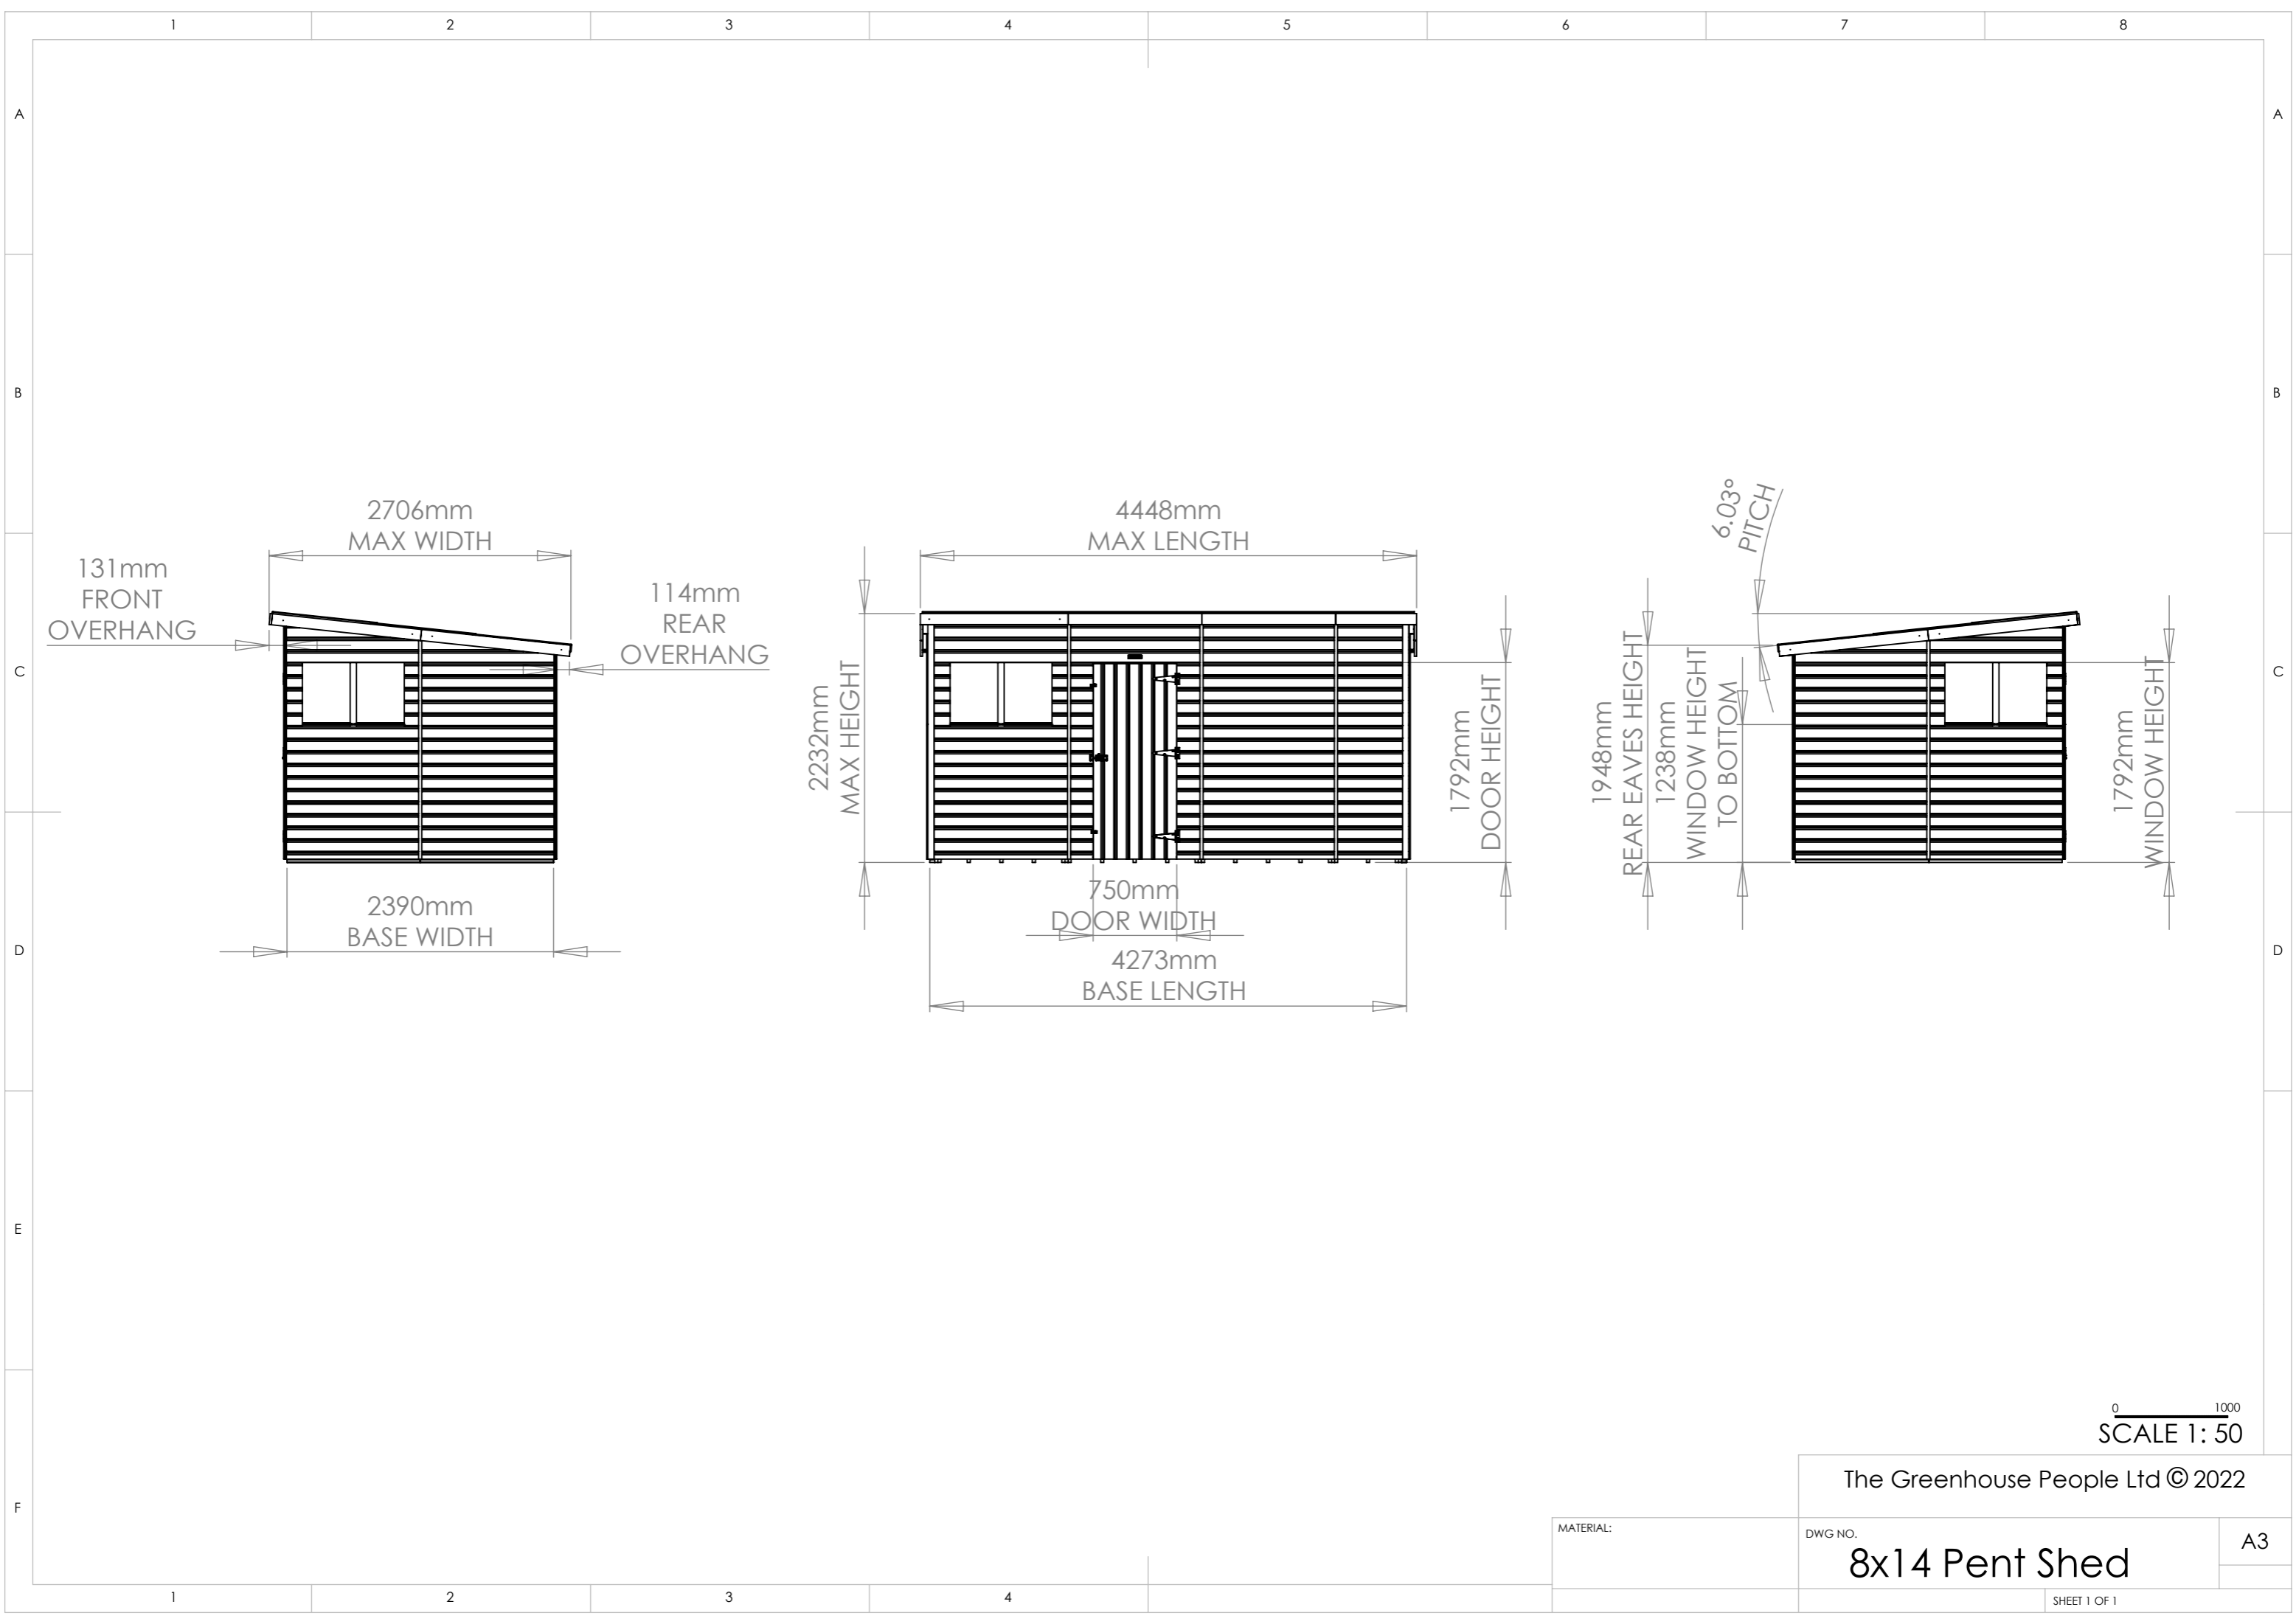 1 2 3 4 5 6 7 8
A A
B B
2706mm
MAX WIDTH
131mm
FRONT
OVERHANG
114mm
REAR
OVERHANG
2390mm
BASE WIDTH
4448mm
MAX LENGTH
2232mm
MAX HEIGHT
1792mm
DOOR HEIGHT
750mm
DOOR WIDTH
4273mm
BASE LENGTH
6.03°
PITCH
1948mm
REAR EAVES HEIGHT
1238mm
WINDOW HEIGHT
TO BOTTOM
1792mm
WINDOW HEIGHT
C C
D D
E
F
0 1000
SCALE 1: 50
The Greenhouse People Ltd © 2022
MATERIAL:
DWG NO.
8x14 Pent Shed
A3
SHEET 1 OF 1
1 2 3 4